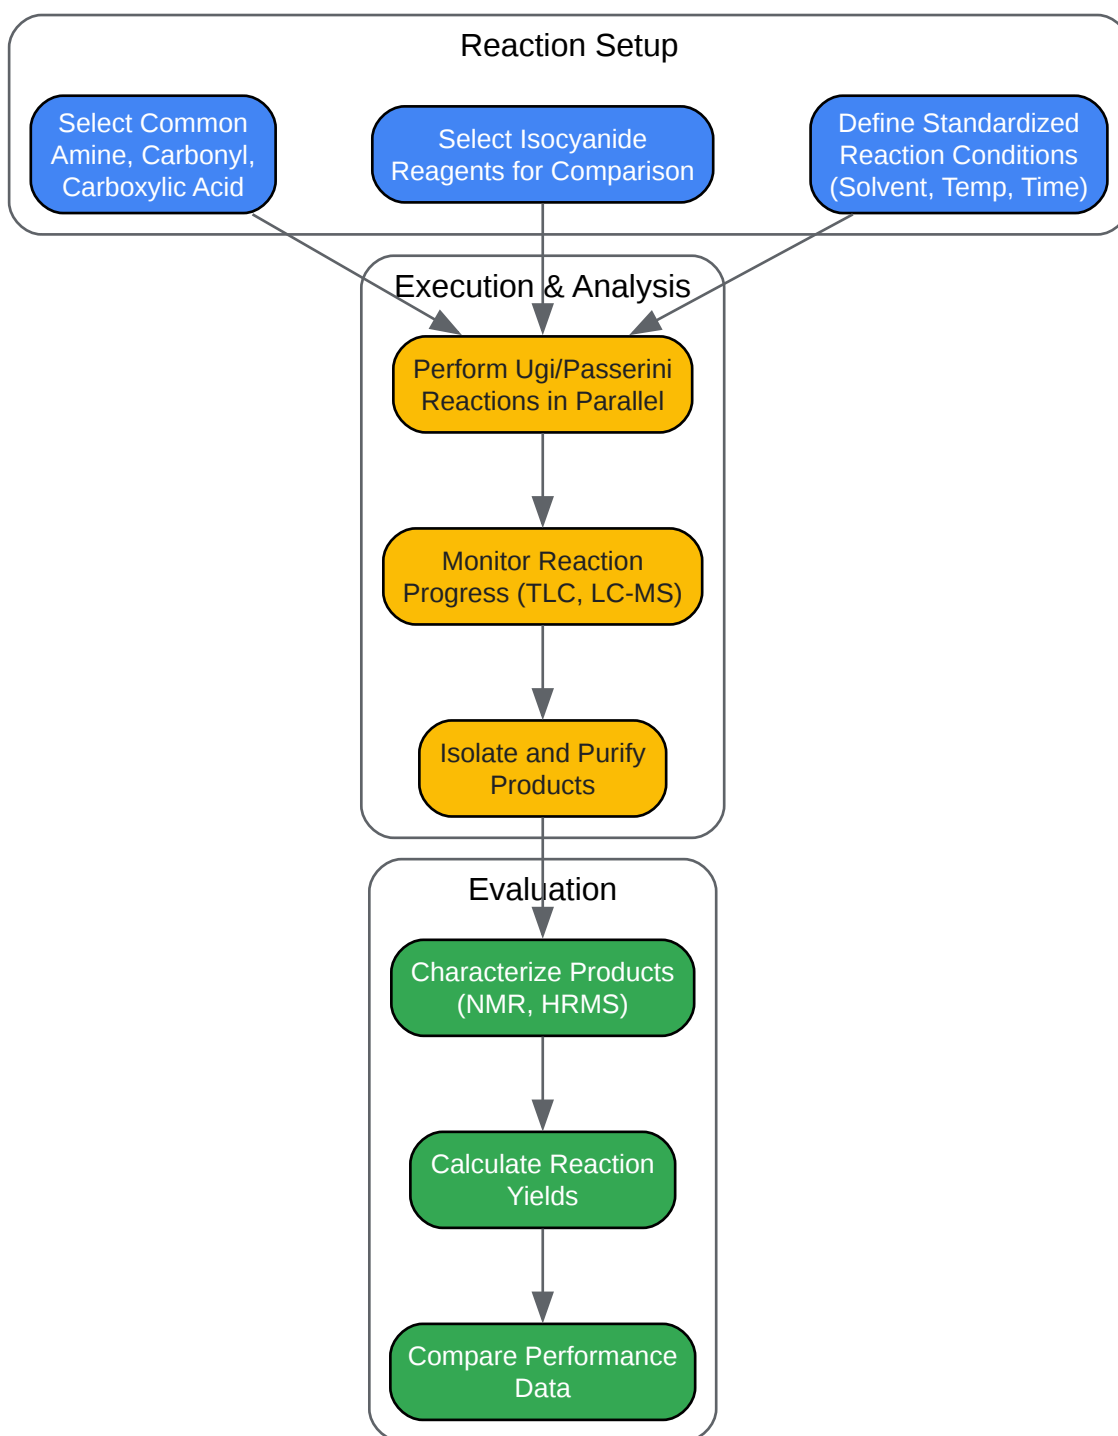 Reaction Setup
Select Common
Amine, Carbonyl,
Carboxylic Acid
Select Isocyanide
Reagents for Comparison
Define Standardized
Reaction Conditions
(Solvent, Temp, Time)
Execution & Analysis
Perform Ugi/Passerini
Reactions in Parallel
Monitor Reaction
Progress (TLC, LC-MS)
Isolate and Purify
Products
Evaluation
Characterize Products
(NMR, HRMS)
Calculate Reaction
Yields
Compare Performance
Data